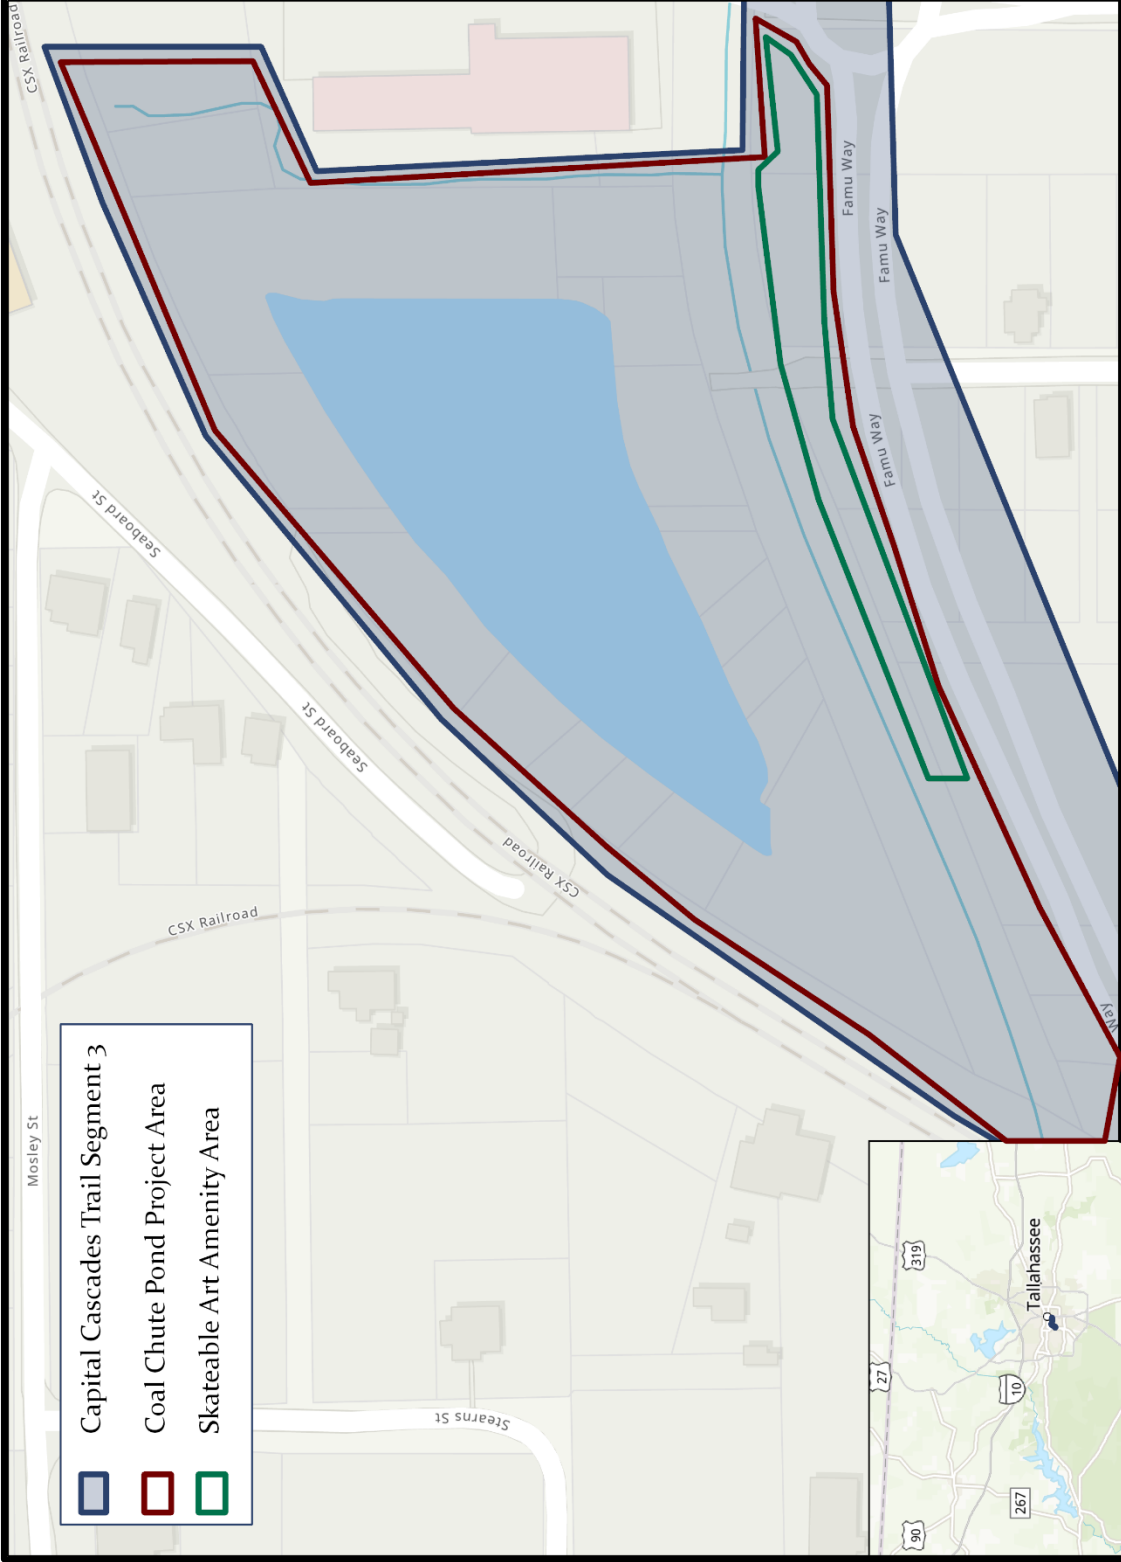 Capital Cascades Trail Segment 3
Coal Chute Pond Project Area
Skateable Art Amenity Area
Mosley St
CSX Railroad
Seaboard St
Seaboard St
CSX Railroad
CSX Railroad
Stearns St
Famu Way
Famu Way
Famu Way
Way
Tallahassee
319
27
10
267
90